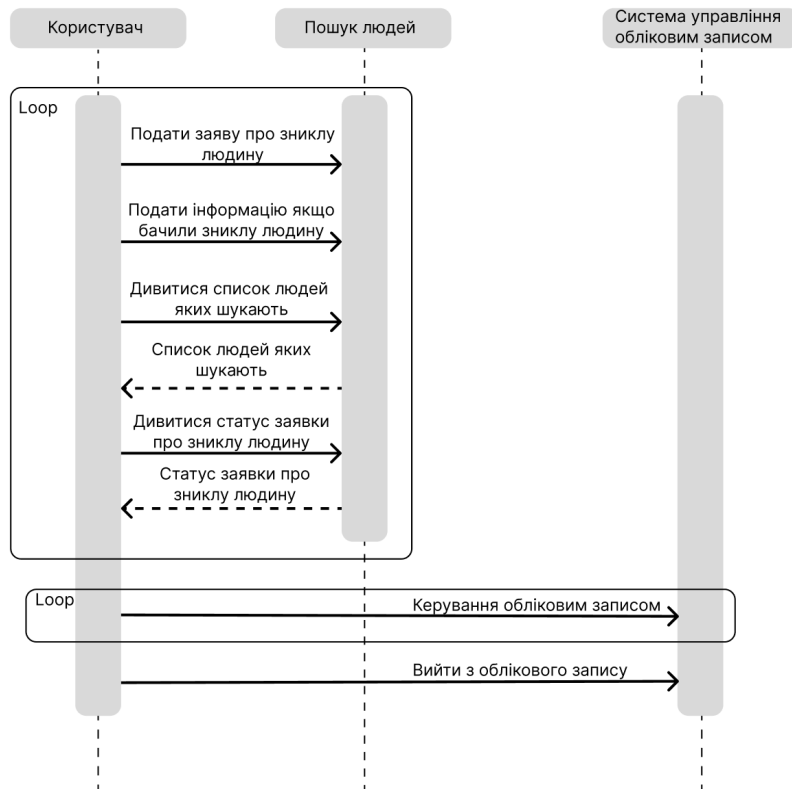 Користувач
Пошук людей
Система управління
обліковим записом
Loop
Подати заяву про зниклу
людину
Подати інформацію якщо
бачили зниклу людину
Дивитися список людей
яких шукають
Список людей яких
шукають
Дивитися статус заявки
про зниклу людину
Статус заявки про
зниклу людину
Loop
Керування обліковим записом
Вийти з облікового запису